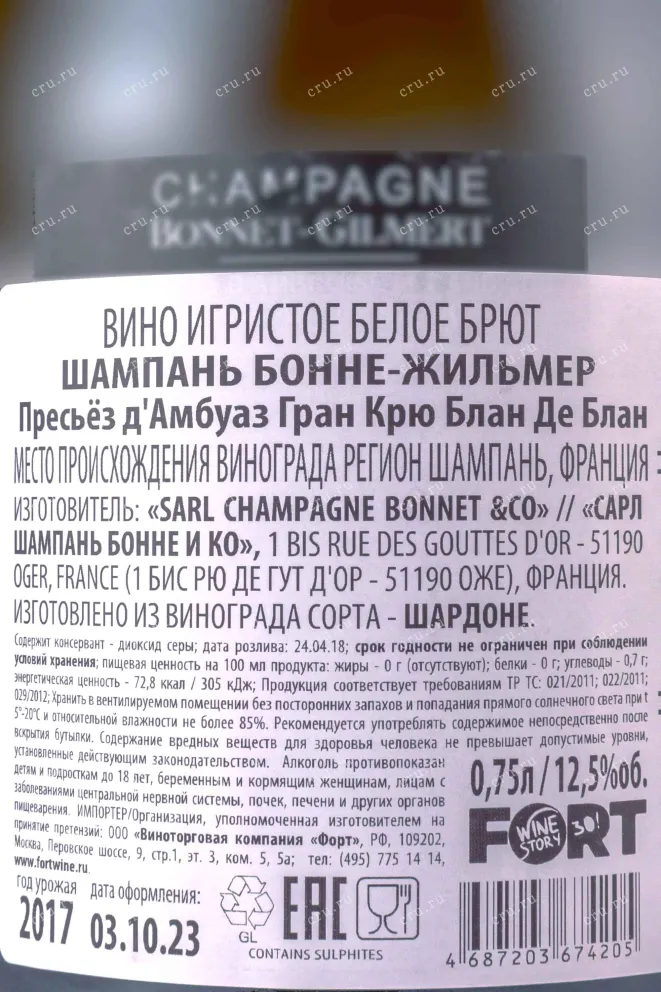 CHAMPAGNE
BONNET-GILMERT
ВИНО ИГРИСТОЕ БЕЛОЕ БРЮТ
ШАМПАНЬ БОННЕ-ЖИЛЬМЕР
Пресьёз д'Амбуаз Гран Крю Блан Де Блан
МЕСТО ПРОИСХОЖДЕНИЯ ВИНОГРАДА РЕГИОН ШАМПАНЬ, ФРАНЦИЯ
ИЗГОТОВИТЕЛЬ: «SARL CHAMPAGNE BONNET &CO» // «САРЛ
ШАМПАНЬ БОННЕ И КО», 1 BIS RUE DES GOUTTES D'OR - 51190
OGER, FRANCE (1 БИС РЮ ДЕ ГУТ Д'ОР - 51190 ОЖЕ), ФРАНЦИЯ.
ИЗГОТОВЛЕНО ИЗ ВИНОГРАДА СОРТА - ШАРДОНЕ.
Содержит консервант - диоксид серы; дата розлива: 24.04.18; срок годности не ограничен при соблюдении
условий хранения; пищевая ценность на 100 мл продукта: жиры - 0 г (отсутствуют); белки - 0 г; углеводы - 0,7 г;
энергетическая ценность - 72,8 ккал / 305 кДж; Продукция соответствует требованиям ТР ТС: 021/2011; 022/2011;
029/2012; Хранить в вентилируемом помещении без посторонних запахов и попадания прямого солнечного света при t
5°-20°С и относительной влажности не более 85%. Рекомендуется употреблять содержимое непосредственно после
вскрытия бутылки. Содержание вредных веществ для здоровья человека не превышает допустимые уровни,
установленные действующим законодательством. Алкоголь противопоказан
детям и подросткам до 18 лет, беременным и кормящим женщинам, лицам с
заболеваниями центральной нервной системы, почек, печени и других органов
пищеварения. ИМПОРТЕР/Организация, уполномоченная изготовителем на
принятие претензий: ООО «Виноторговая компания «Форт», РФ, 109202,
Москва, Перовское шоссе, 9, стр.1, эт. 3, ком. 5, 5а; тел: (495) 775 14 14,
www.fortwine.ru.
0,75л / 12,5%об.
FORT
WINE STORY 30!
год урожая
2017
дата оформления:
03.10.23
GL
EAC
CONTAINS SULPHITES
4 687203 674205
cru.ru